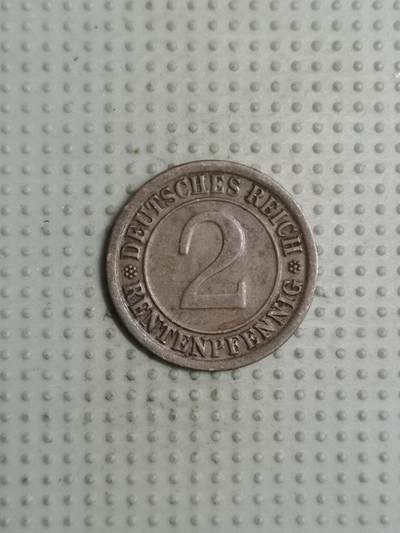 DEUTSCHES REICH
2
RENTENPFENNIG